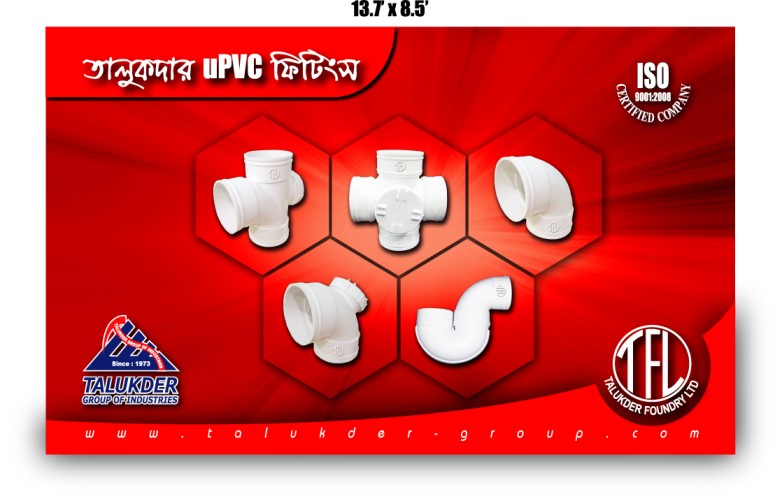 13.7' x 8.5'
তালুকদার uPVC ফিটিংস
ISO
9001:2008
CERTIFIED COMPANY
Since : 1973
TALUKDER
GROUP OF INDUSTRIES
TFL
TALUKDER FOUNDRY LTD
www.talukder-group.com